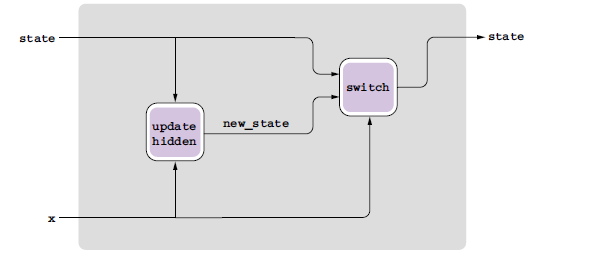 state
state
switch
new_state
update
hidden
x